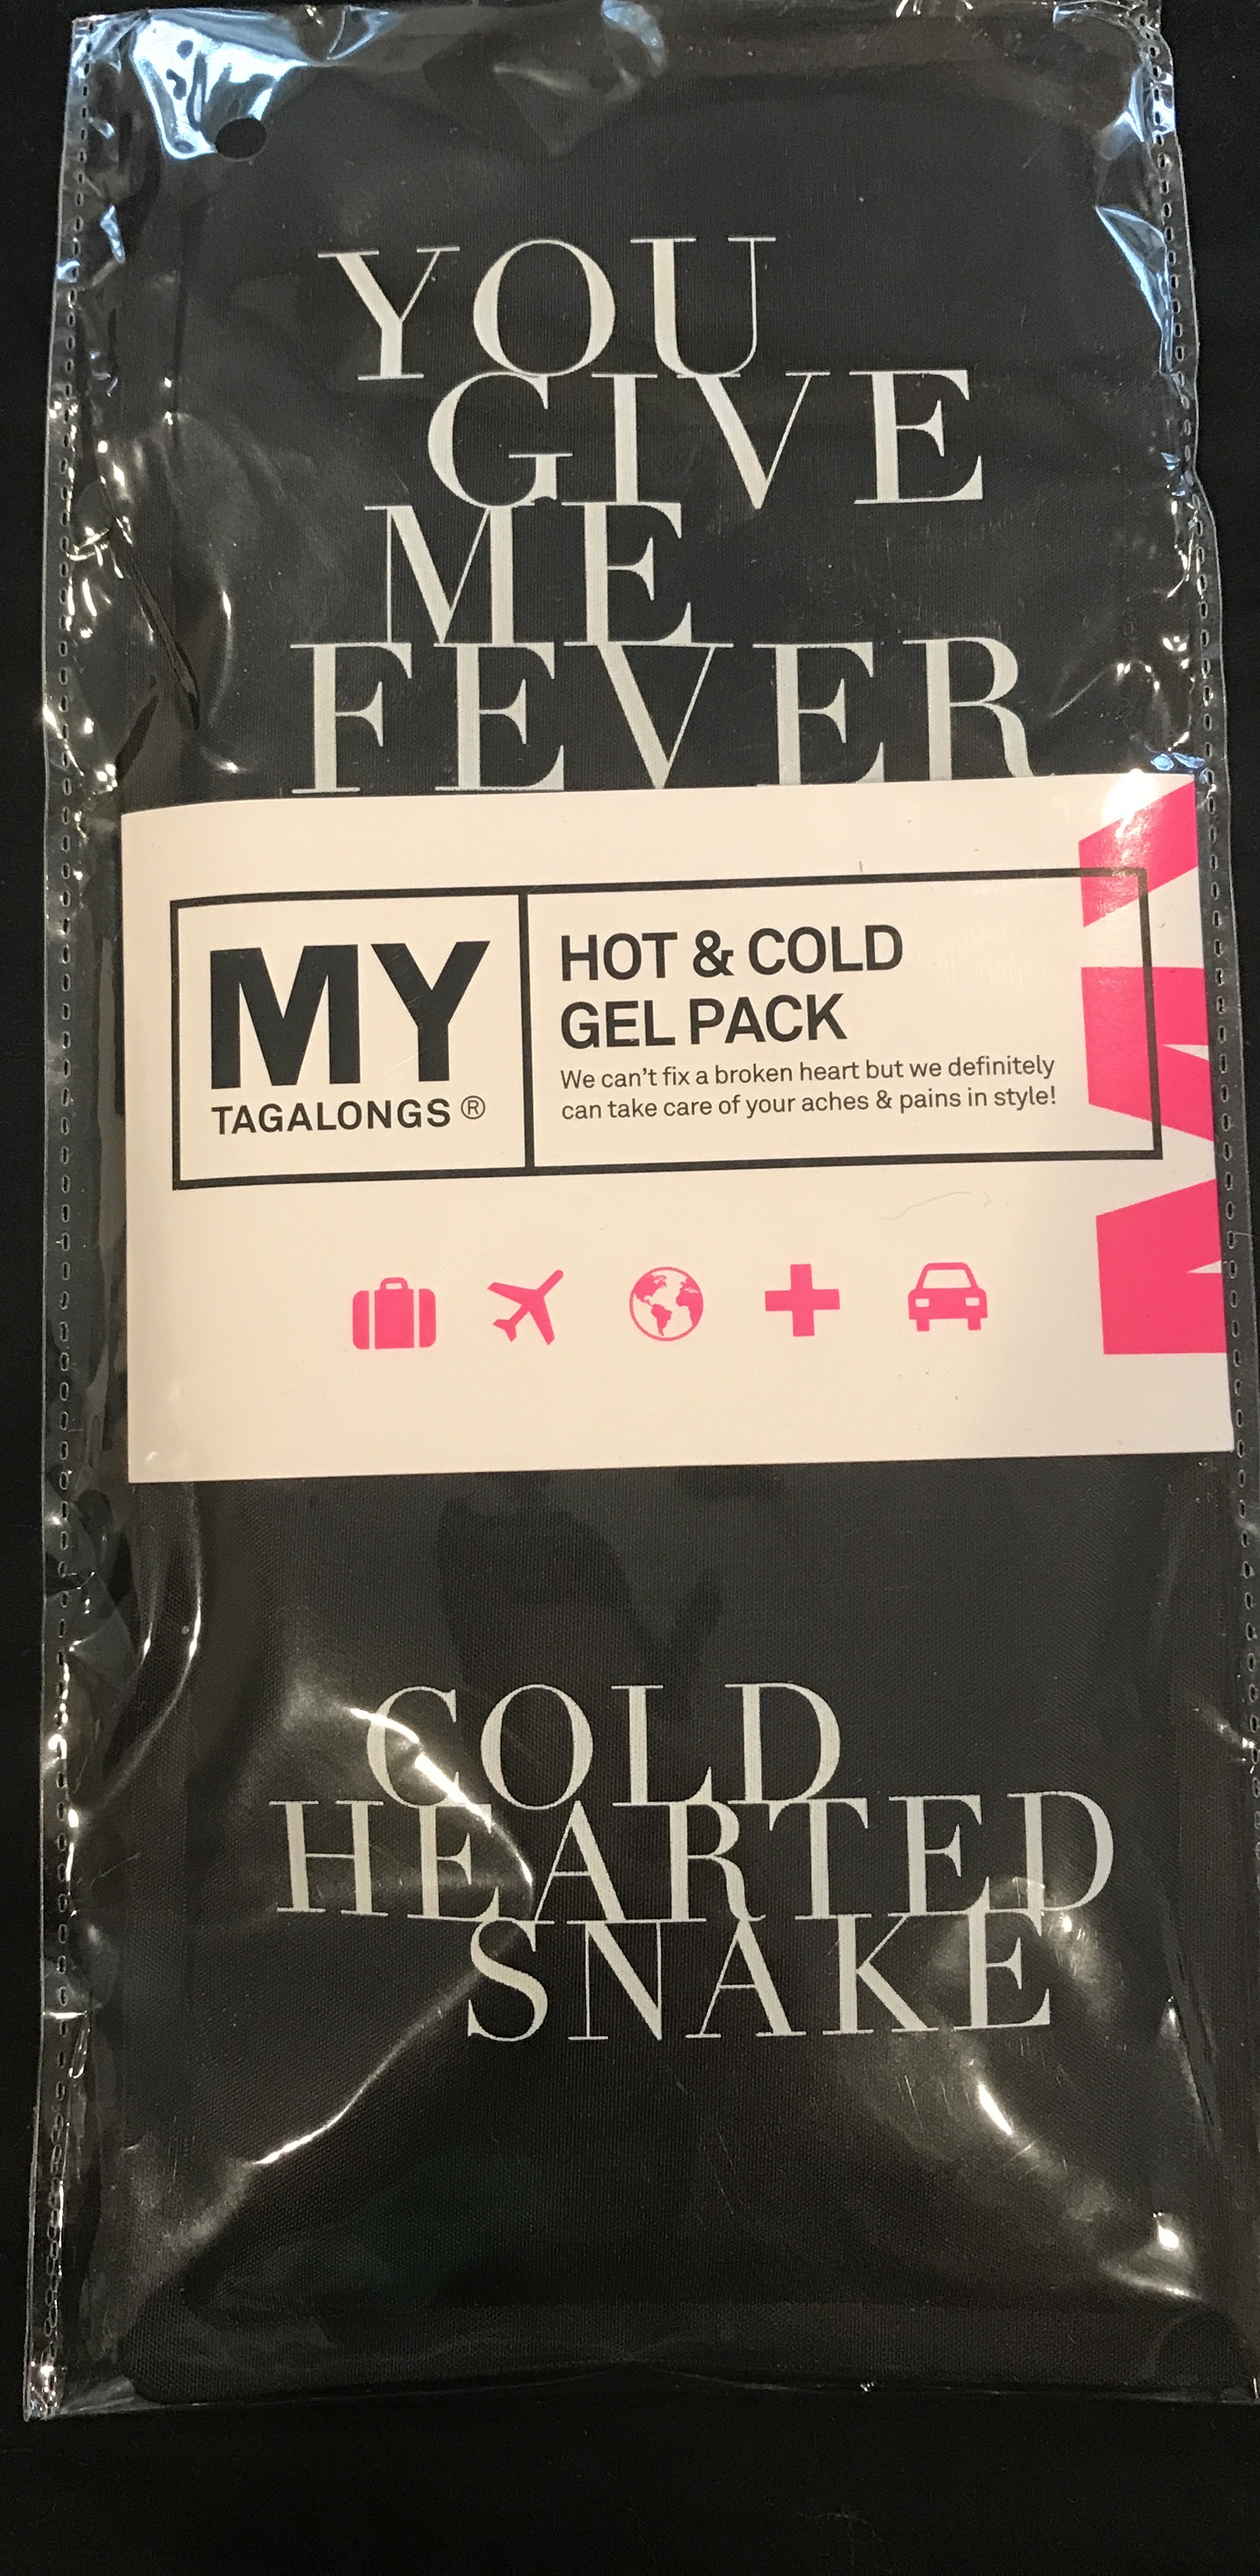 YOU
GIVE
ME
FEVER
MY
TAGALONGS ®
HOT & COLD
GEL PACK
We can't fix a broken heart but we definitely
can take care of your aches & pains in style!
COLD
HEARTED
SNAKE